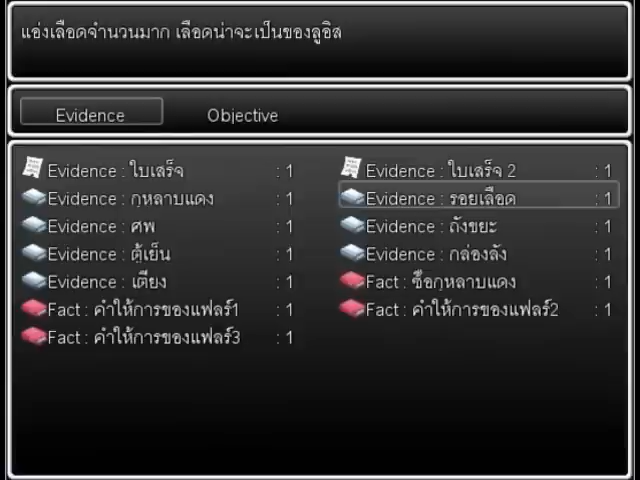 แอ่งเลือดจำนวนมาก เลือดน่าจะเป็นของลูอิส
Evidence Objective
Evidence : ใบเสร็จ : 1 Evidence : ใบเสร็จ 2 : 1
Evidence : กุหลาบแดง : 1 Evidence : รอยเลือด : 1
Evidence : ศพ : 1 Evidence : ถังขยะ : 1
Evidence : ตู้เย็น : 1 Evidence : กล่องลัง : 1
Evidence : เตียง : 1 Fact : ซื้อกุหลาบแดง : 1
Fact : คำให้การของแฟลร์1 : 1 Fact : คำให้การของแฟลร์2 : 1
Fact : คำให้การของแฟลร์3 : 1